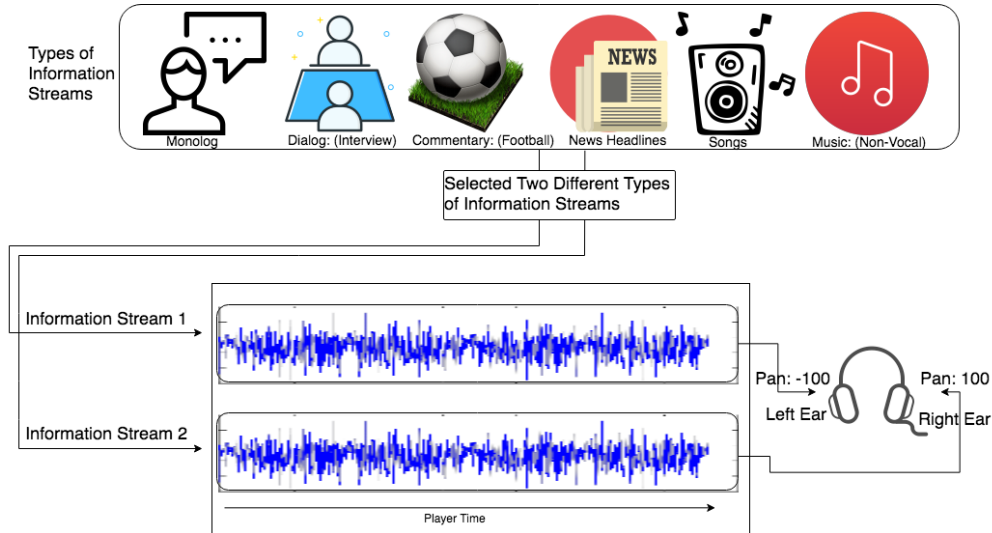 Types of
Information
Streams
NEWS
Monolog
Dialog: (Interview)
Commentary: (Football)
News Headlines
Songs
Music: (Non-Vocal)
Selected Two Different Types
of Information Streams
Information Stream 1
Pan: -100
Pan: 100
Left Ear
Right Ear
Information Stream 2
Player Time